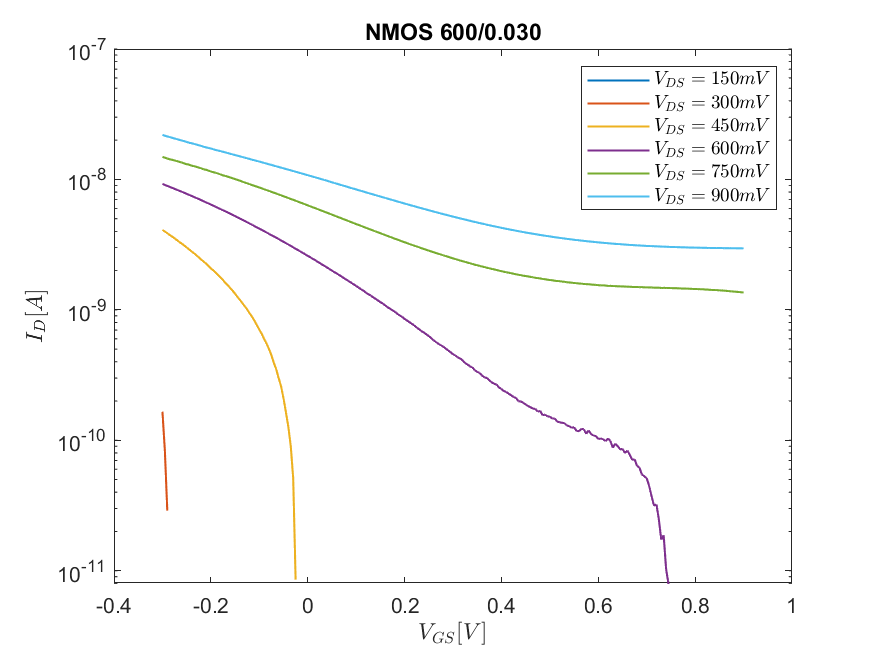 NMOS 600/0.030
10^-7
10^-8
10^-9
10^-10
10^-11
I_D[A]
V_DS = 150mV
V_DS = 300mV
V_DS = 450mV
V_DS = 600mV
V_DS = 750mV
V_DS = 900mV
-0.4 -0.2 0 0.2 0.4 0.6 0.8 1
V_GS[V]